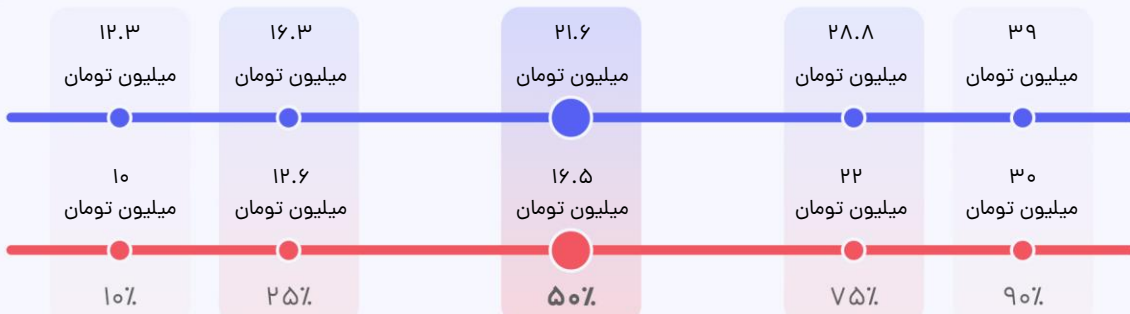 ۱۲.۳ ۱۶.۳ ۲۱.۶ ۲۸.۸ ۳۹
میلیون تومان میلیون تومان میلیون تومان میلیون تومان میلیون تومان
۱۰ ۱۲.۶ ۱۶.۵ ۲۲ ۳۰
میلیون تومان میلیون تومان میلیون تومان میلیون تومان میلیون تومان
۱۰٪ ۲۵٪ ۵۰٪ ۷۵٪ ۹۰٪